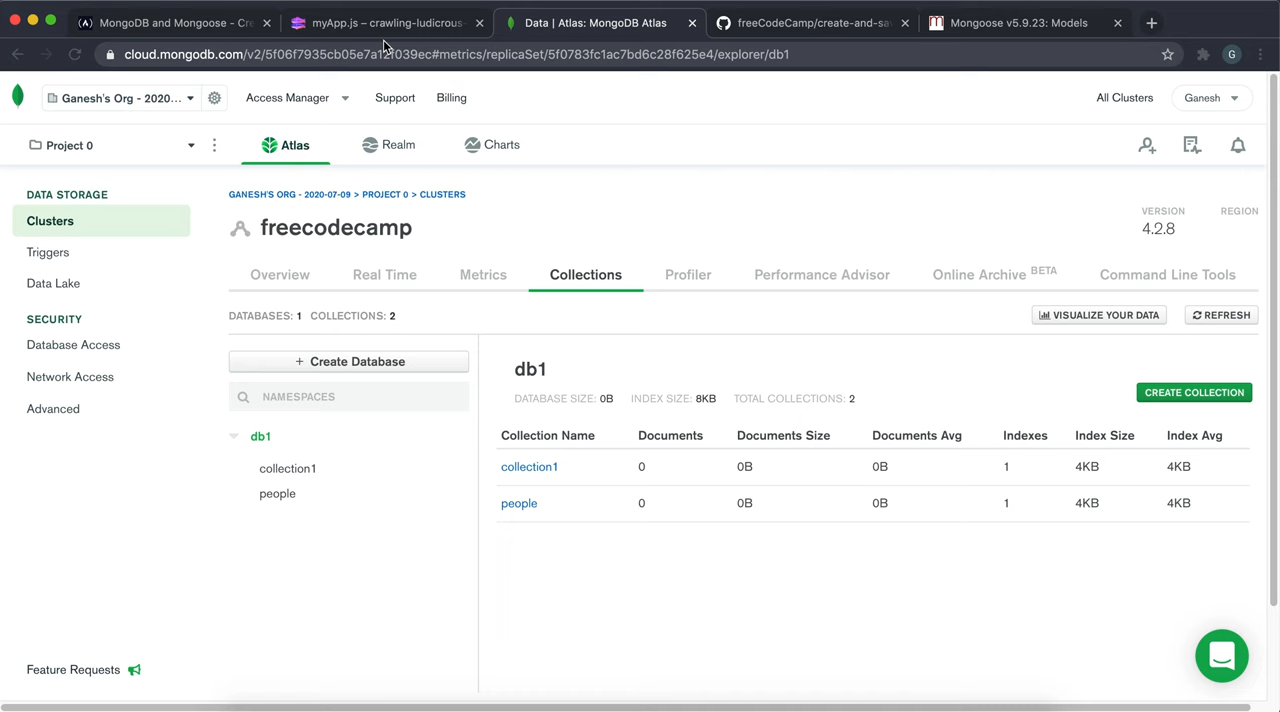 MongoDB and Mongoose - Cre
myApp.js – crawling-ludicrous-
Data | Atlas: MongoDB Atlas
freeCodeCamp/create-and-sav
Mongoose v5.9.23: Models
cloud.mongodb.com/v2/5f06f7935cb05e7a12f039ec#metrics/replicaSet/5f0783fc1ac7bd6c28f625e4/explorer/db1
G
Ganesh's Org - 2020...
Access Manager
Support
Billing
All Clusters
Ganesh
Project 0
Atlas
Realm
Charts
DATA STORAGE
Clusters
Triggers
Data Lake
SECURITY
Database Access
Network Access
Advanced
Feature Requests
GANESH'S ORG - 2020-07-09 > PROJECT 0 > CLUSTERS
freecodecamp
VERSION
4.2.8
REGION
Overview
Real Time
Metrics
Collections
Profiler
Performance Advisor
Online Archive BETA
Command Line Tools
DATABASES: 1 COLLECTIONS: 2
VISUALIZE YOUR DATA
REFRESH
+ Create Database
NAMESPACES
db1
collection1
people
db1
DATABASE SIZE: 0B INDEX SIZE: 8KB TOTAL COLLECTIONS: 2
CREATE COLLECTION
Collection Name Documents Documents Size Documents Avg Indexes Index Size Index Avg
collection1 0 0B 0B 1 4KB 4KB
people 0 0B 0B 1 4KB 4KB